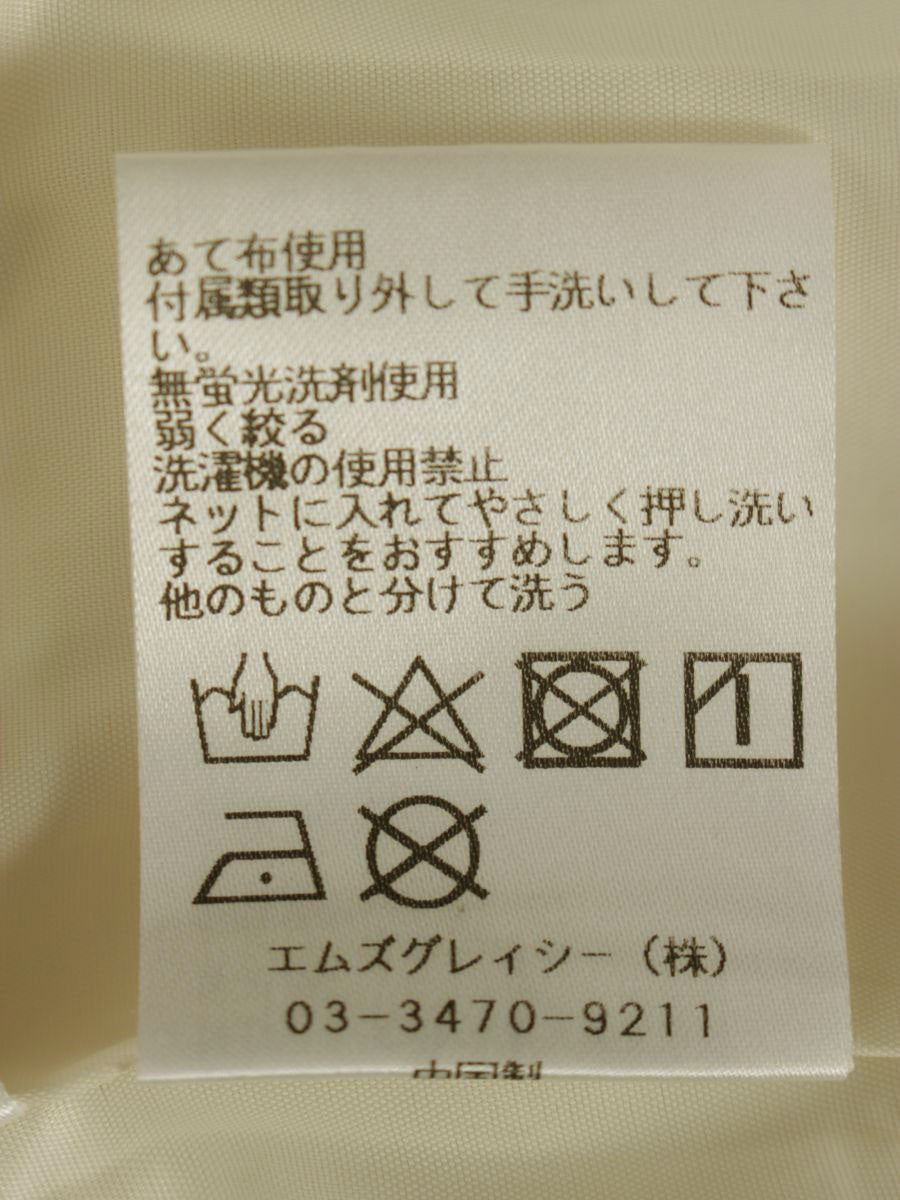 あて布使用
付属類取り外して手洗いして下さ
い。
無蛍光洗剤使用
弱く絞る
洗濯機の使用禁止
ネットに入れてやさしく押し洗い
することをおすすめします。
他のものと分けて洗う
エムズグレイシー(株)
03-3470-9211
中国製